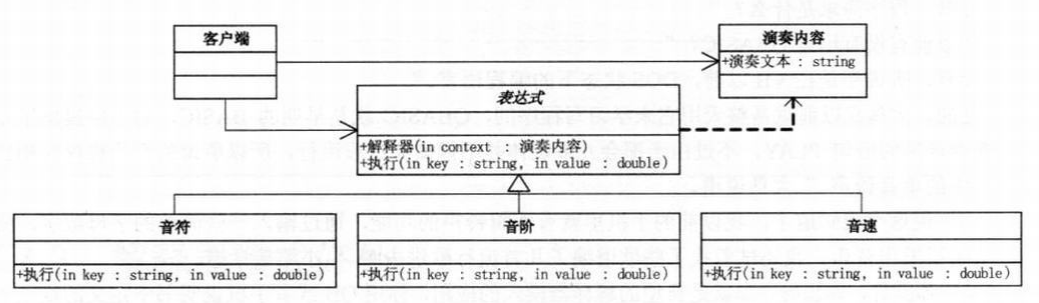 客户端
演奏内容
+演奏文本 : string
表达式
+解释器(in context : 演奏内容)
+执行(in key : string, in value : double)
音符
音阶
音速
+执行(in key : string, in value : double)
+执行(in key : string, in value : double)
+执行(in key : string, in value : double)